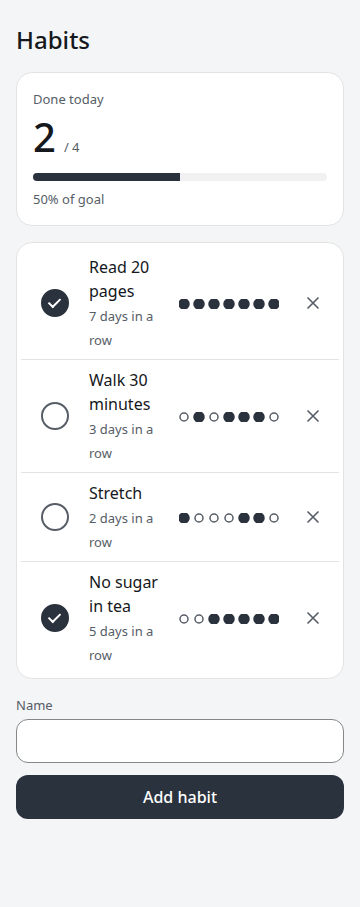 Habits
Done today
2 / 4
50% of goal
Read 20
pages
7 days in a
row
Walk 30
minutes
3 days in a
row
Stretch
2 days in a
row
No sugar
in tea
5 days in a
row
Name
Add habit